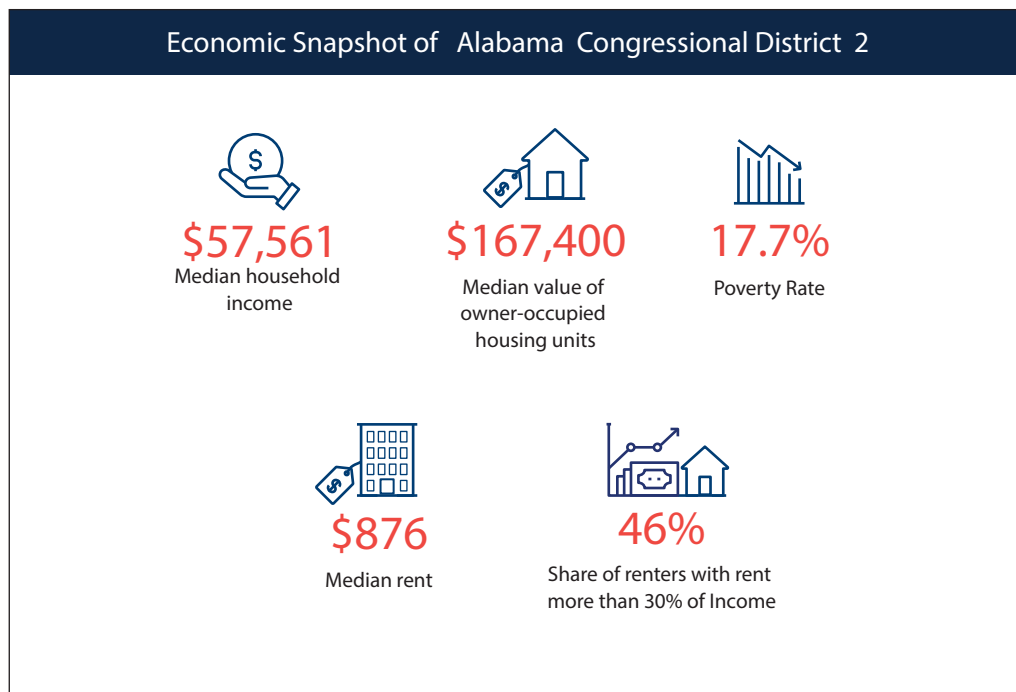 Economic Snapshot of Alabama Congressional District 2
$
$57,561
Median household
income
$
$167,400
Median value of
owner-occupied
housing units
17.7%
Poverty Rate
$
$876
Median rent
46%
Share of renters with rent
more than 30% of Income